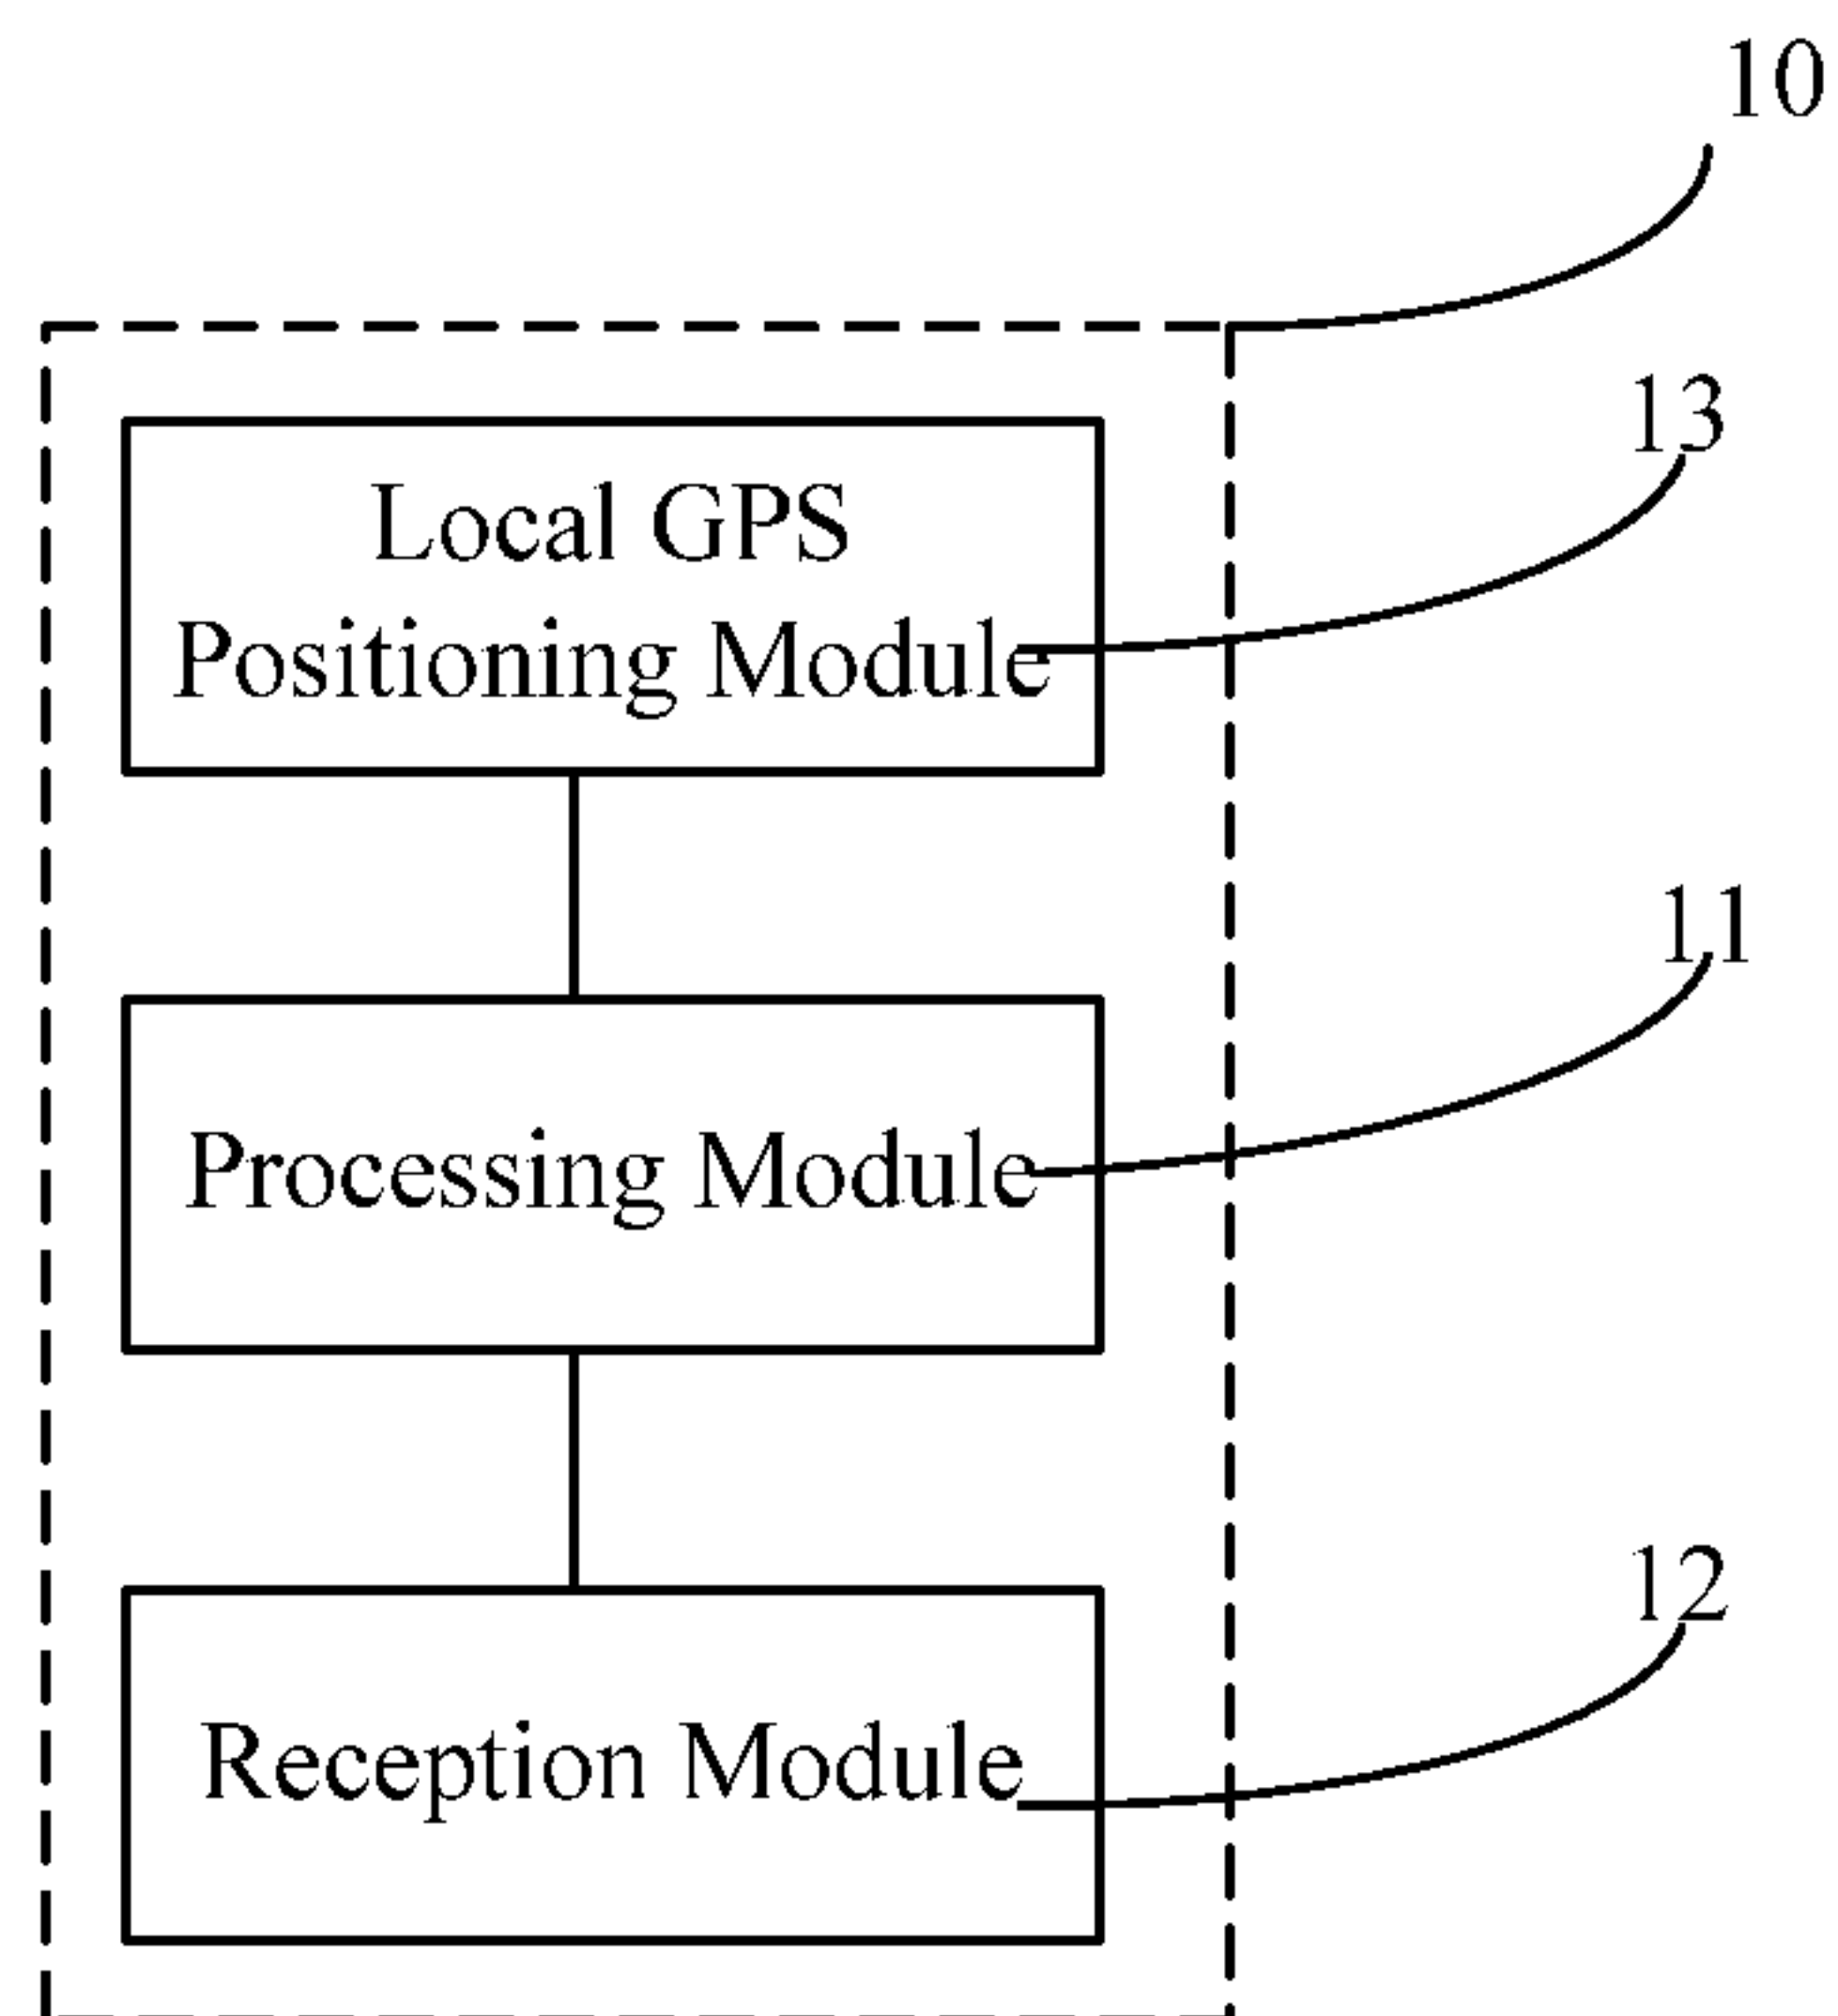 10
13
Local GPS
Positioning Module
11
Processing Module
12
Reception Module